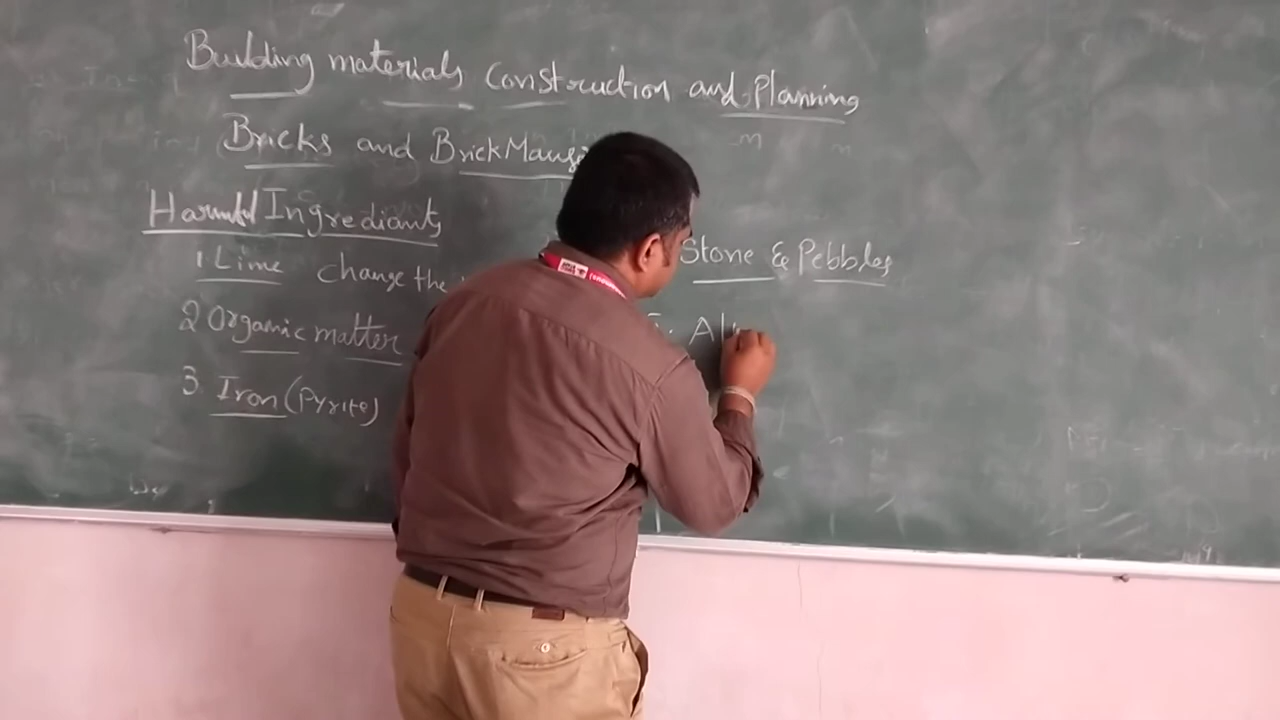 Building materials Construction and Planning
Bricks and Brick
Harmful Ingrediants
1 Lime change the
2 Organic matter
3. Iron (Pyrite)
Stone & Pebbles
5. Al